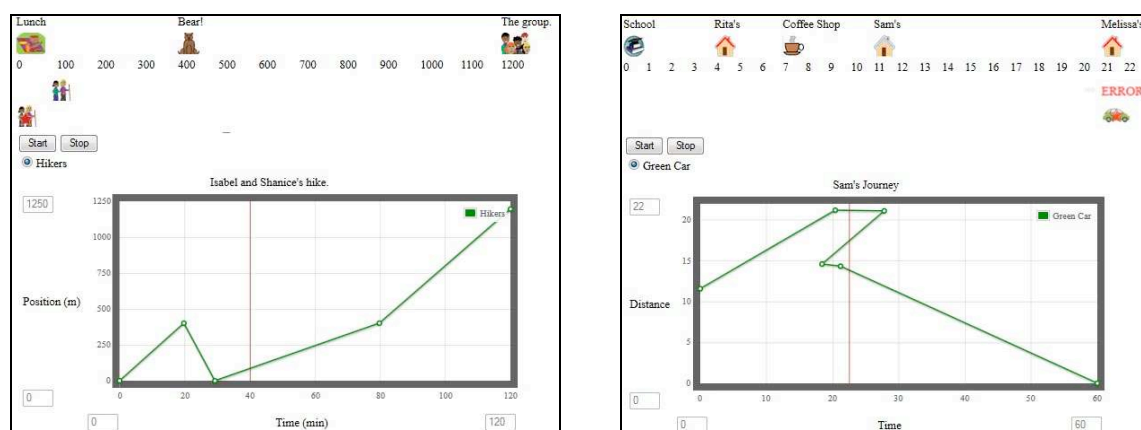 Lunch Bear! The group.
0 100 200 300 400 500 600 700 800 900 1000 1100 1200
Start Stop
Hikers
Isabel and Shanice's hike.
1250
1250
Hikers
1000
750
Position (m)
500
250
0
0
0 20 40 60 80 100 120
0 Time (min) 120
School Rita's Coffee Shop Sam's Melissa's
0 1 2 3 4 5 6 7 8 9 10 11 12 13 14 15 16 17 18 19 20 21 22
ERROR
Start Stop
Green Car
Sam's Journey
22
20
Green Car
15
Distance
10
5
0
0
0 10 20 30 40 50 60
0 Time 60